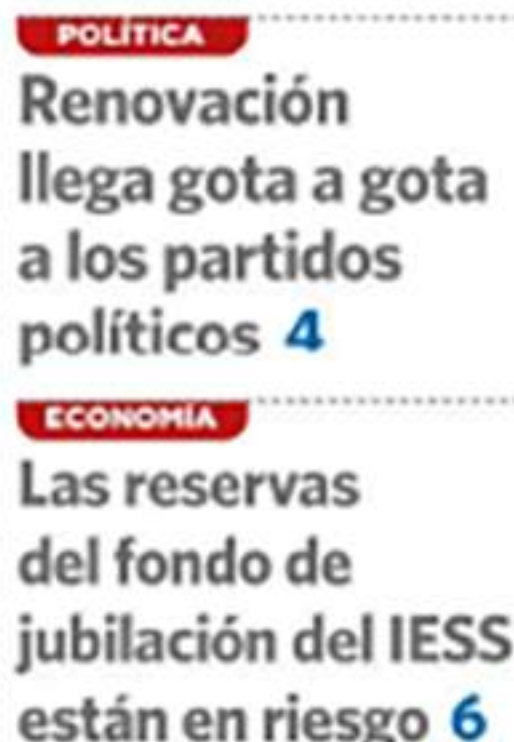 POLÍTICA
Renovación
llega gota a gota
a los partidos
políticos 4
ECONOMÍA
Las reservas
del fondo de
jubilación del IESS
están en riesgo 6